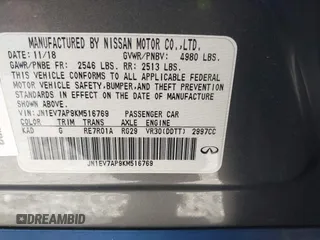 MANUFACTURED BY NISSAN MOTOR CO.,LTD.
DATE: 11/18 GVWR/PNBV: 4980 LBS.
GAWR/PNBE FR: 2546 LBS. RR: 2513 LBS.
THIS VEHICLE CONFORMS TO ALL APPLICABLE FEDERAL
MOTOR VEHICLE SAFETY, BUMPER, AND THEFT PREVENTION
STANDARDS IN EFFECT ON THE DATE OF MANUFACTURE
SHOWN ABOVE.
VIN: JN1EV7AP9KM516769 PASSENGER CAR
COLOR TRIM TRANS AXLE ENGINE
KAD G RE7R01A RG29 VR30(DDTT) 2997CC
JN1EV7AP9KM516769
DREAMBID